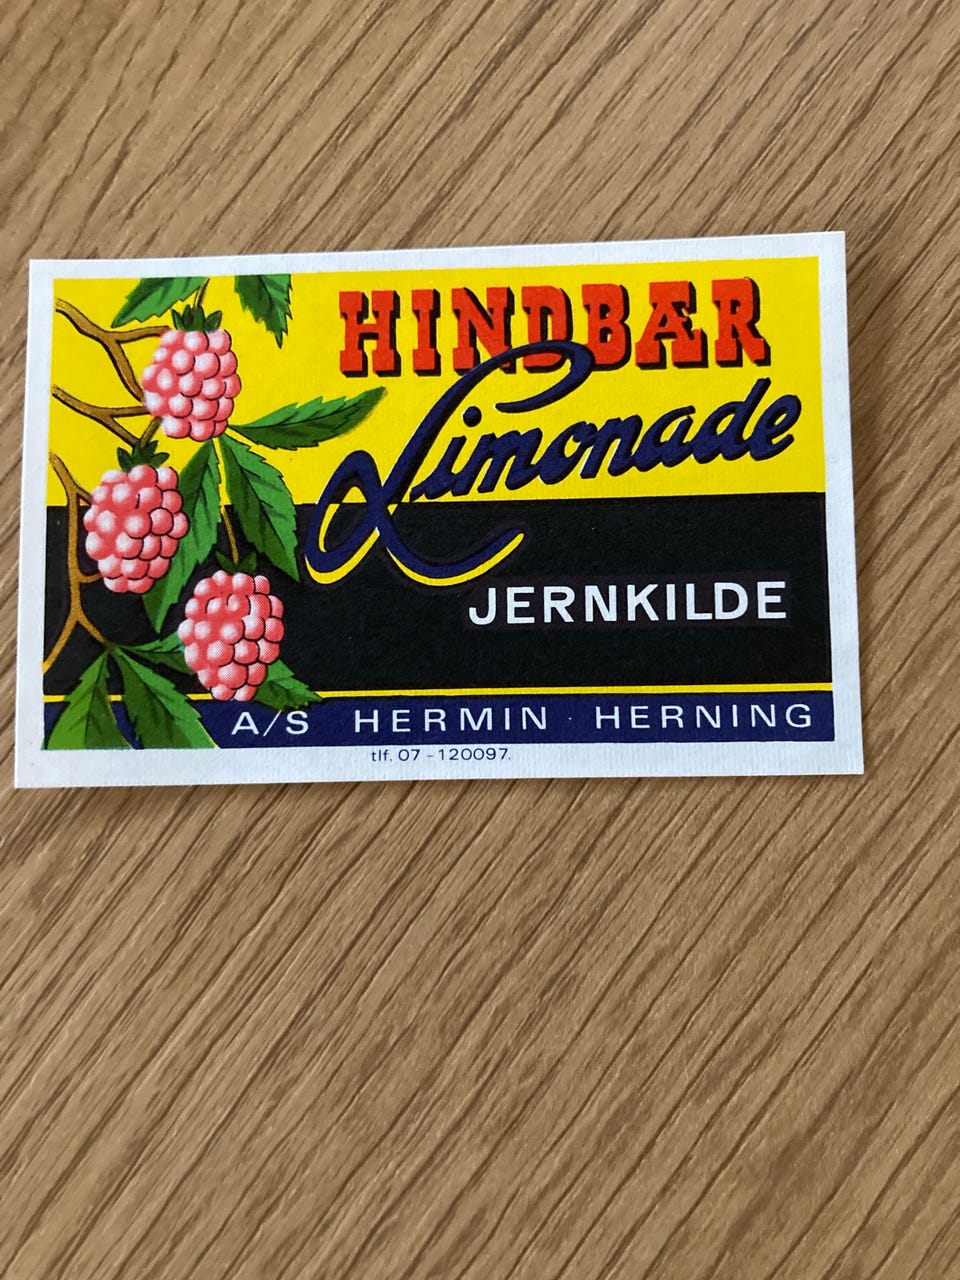 HINDBÆR
Limonade
JERNKILDE
A/S HERMIN · HERNING
tlf. 07 - 120097.